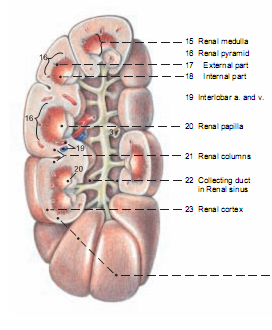 15 Renal medulla
16 Renal pyramid
17 External part
18 Internal part
19 Interlobar a. and v.
20 Renal papilla
21 Renal columns
22 Collecting duct
in Renal sinus
23 Renal cortex
16
16
19
20